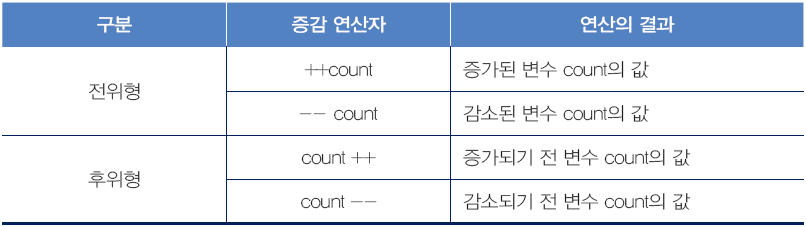 구분 증감 연산자 연산의 결과
전위형
++count 증가된 변수 count의 값
-- count 감소된 변수 count의 값
후위형
count ++ 증가되기 전 변수 count의 값
count -- 감소되기 전 변수 count의 값